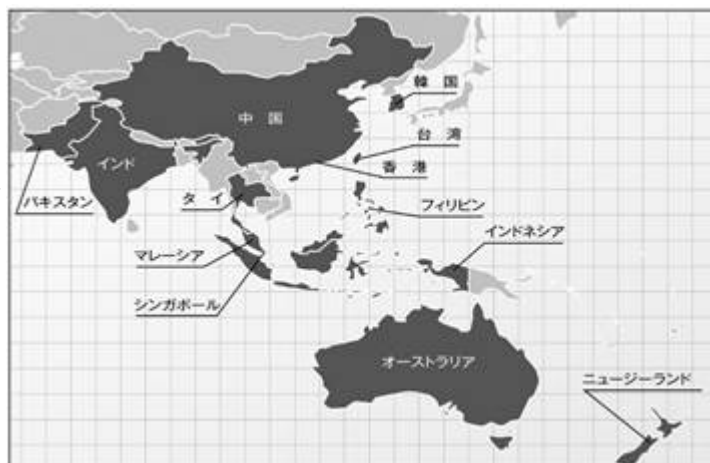 韓 国
中 国
台 湾
香 港
インド
パキスタン
タ イ
フィリピン
インドネシア
マレーシア
シンガポール
オーストラリア
ニュージーランド